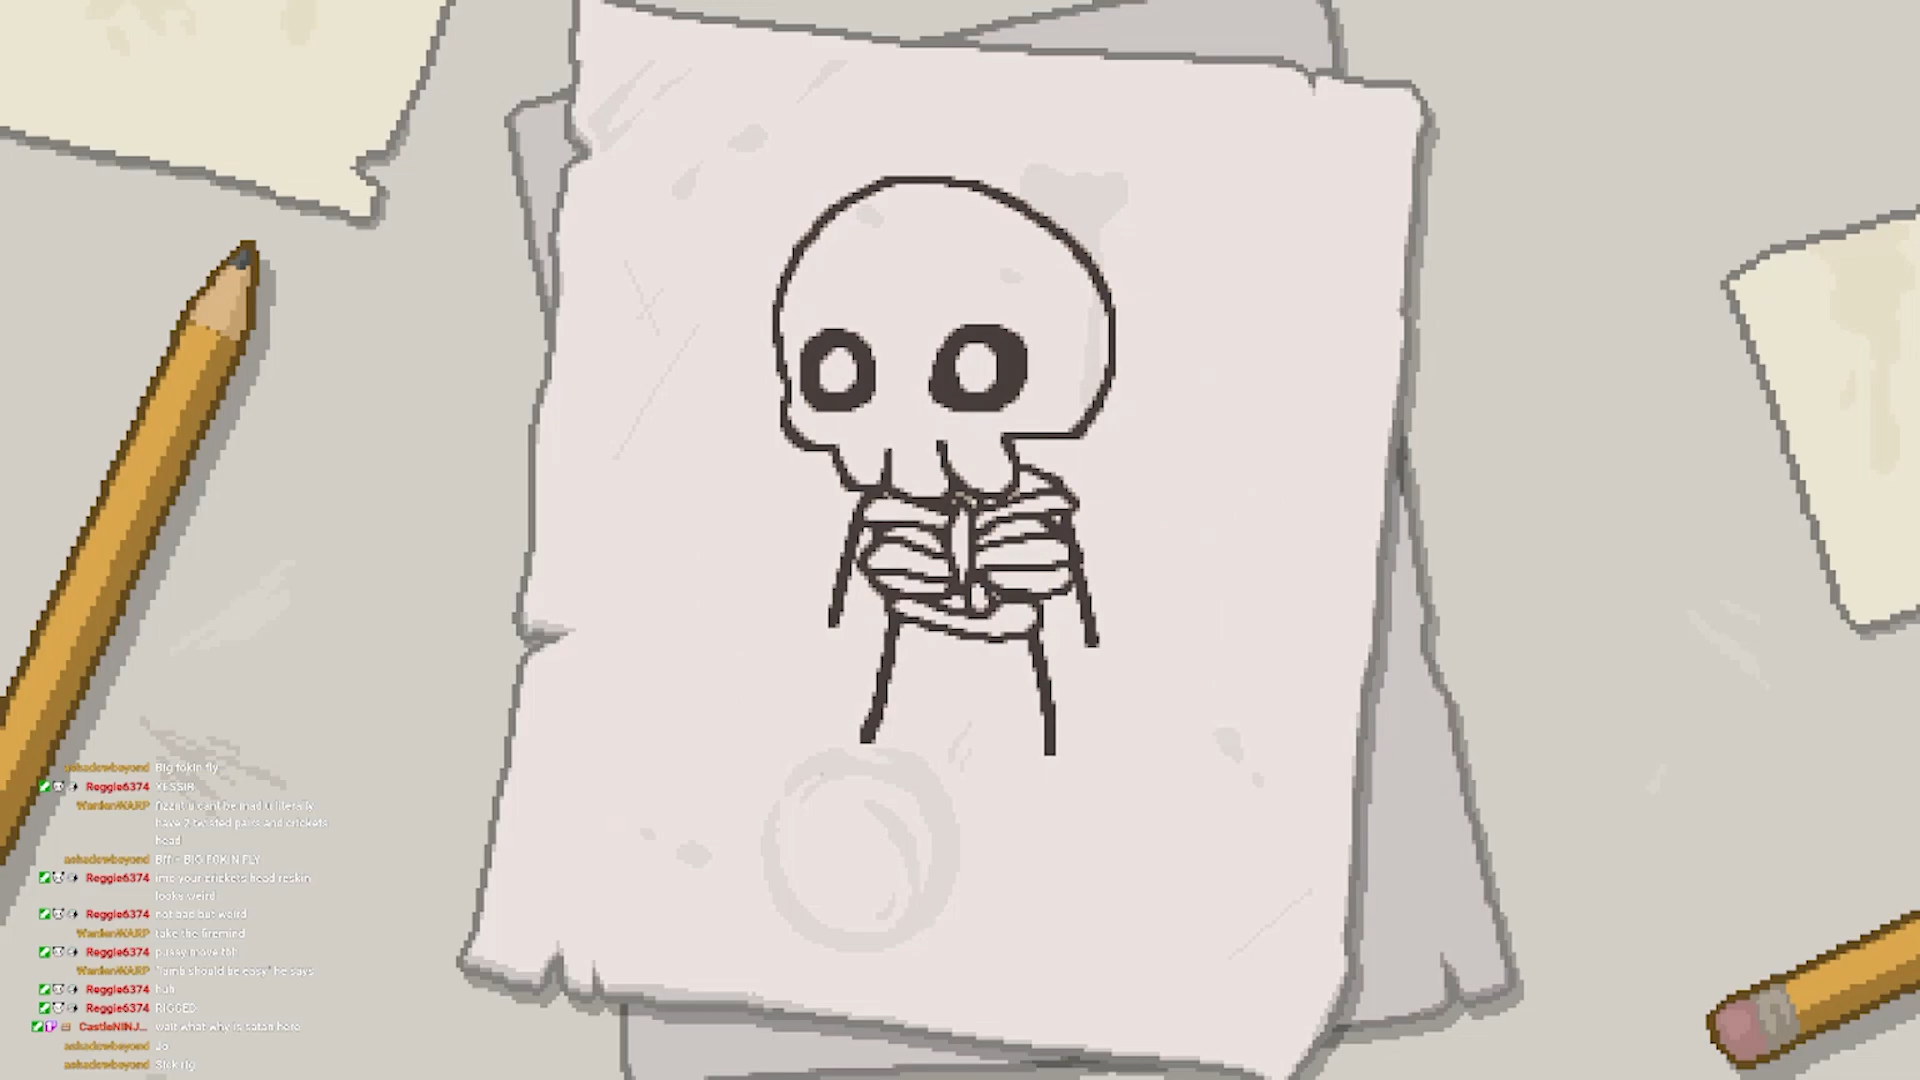 ashadowbeyond Big fokin fly
Reggie6374 YESSIR
WardenWARP fizznt u cant be mad u literally
have 2 twisted pairs and crickets
head
ashadowbeyond Bff - BIG FOKIN FLY
Reggie6374 imo your crickets head reskin
looks weird
Reggie6374 not bad but weird
WardenWARP take the firemind
Reggie6374 pussy move tbh
WardenWARP "lamb should be easy" he says
Reggie6374 huh
Reggie6374 RIGGED
CastleNINJ... wait what why is satan here
ashadowbeyond Jo
ashadowbeyond Sick rig